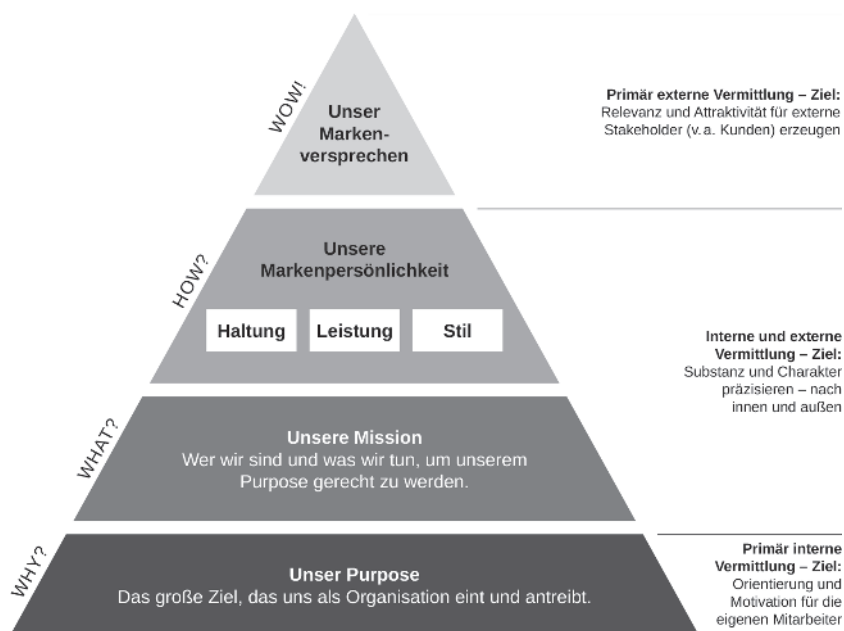 WOW!
Unser
Marken-
versprechen
Primär externe Vermittlung – Ziel:
Relevanz und Attraktivität für externe
Stakeholder (v. a. Kunden) erzeugen
HOW?
Unsere
Markenpersönlichkeit
Haltung
Leistung
Stil
Interne und externe
Vermittlung – Ziel:
Substanz und Charakter
präzisieren – nach
innen und außen
WHAT?
Unsere Mission
Wer wir sind und was wir tun, um unserem
Purpose gerecht zu werden.
WHY?
Unser Purpose
Das große Ziel, das uns als Organisation eint und antreibt.
Primär interne
Vermittlung – Ziel:
Orientierung und
Motivation für die
eigenen Mitarbeiter